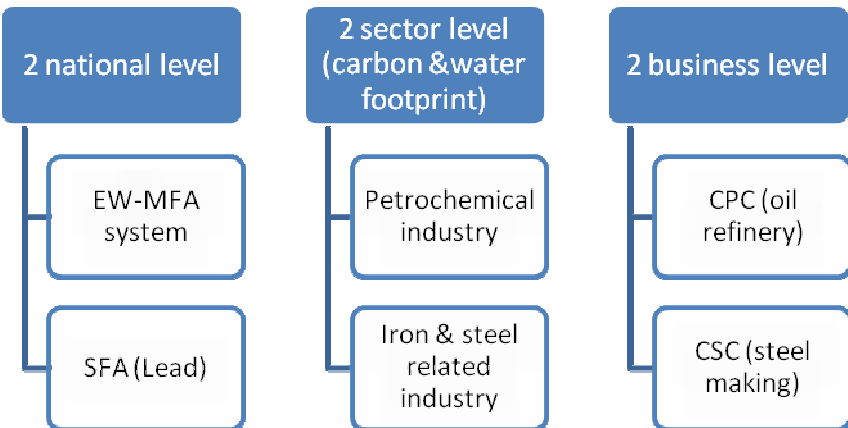 2 national level
EW-MFA
system
SFA (Lead)
2 sector level
(carbon &water
footprint)
Petrochemical
industry
Iron & steel
related
industry
2 business level
CPC (oil
refinery)
CSC (steel
making)